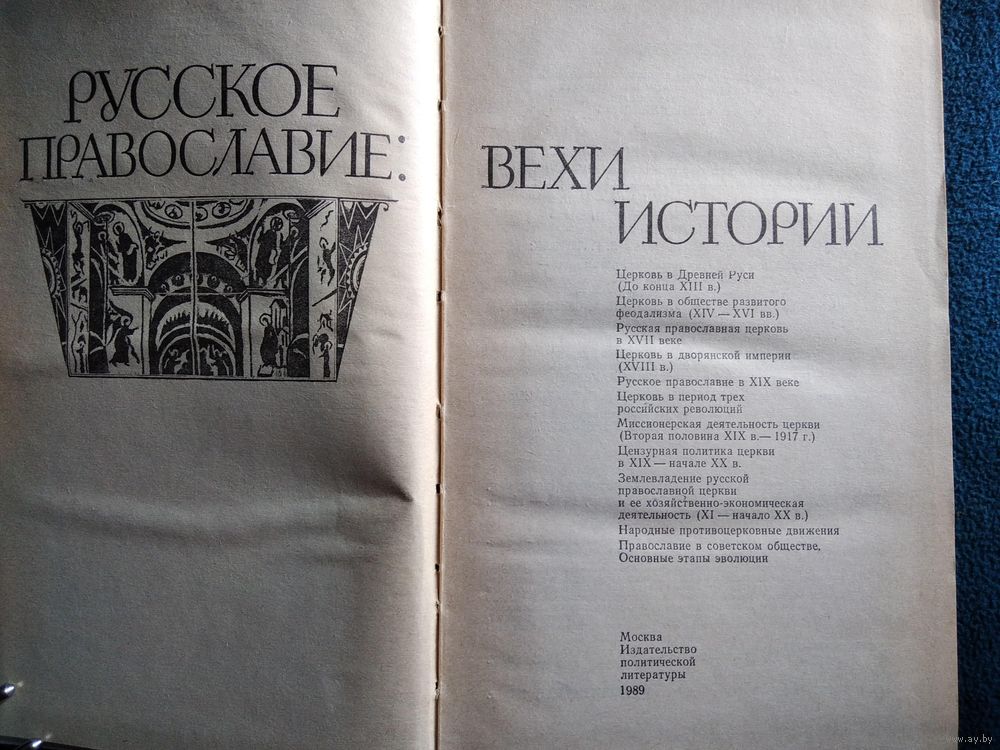 РУССКОЕ
ПРАВОСЛАВИЕ:
ВЕХИ
ИСТОРИИ
Церковь в Древней Руси
(До конца XIII в.)
Церковь в обществе развитого
феодализма (XIV — XVI вв.)
Русская православная церковь
в XVII веке
Церковь в дворянской империи
(XVIII в.)
Русское православие в XIX веке
Церковь в период трех
российских революций
Миссионерская деятельность церкви
(Вторая половина XIX в.— 1917 г.)
Цензурная политика церкви
в XIX — начале XX в.
Землевладение русской
православной церкви
и ее хозяйственно-экономическая
деятельность (XI — начало XX в.)
Народные противоцерковные движения
Православие в советском обществе.
Основные этапы эволюции
Москва
Издательство
политической
литературы
1989
www.ay.by